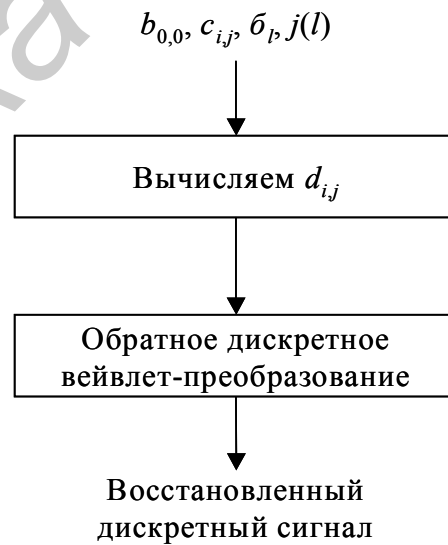 b0,0, ci,j, бl, j(l)
Вычисляем di,j
Обратное дискретное
вейвлет-преобразование
Восстановленный
дискретный сигнал